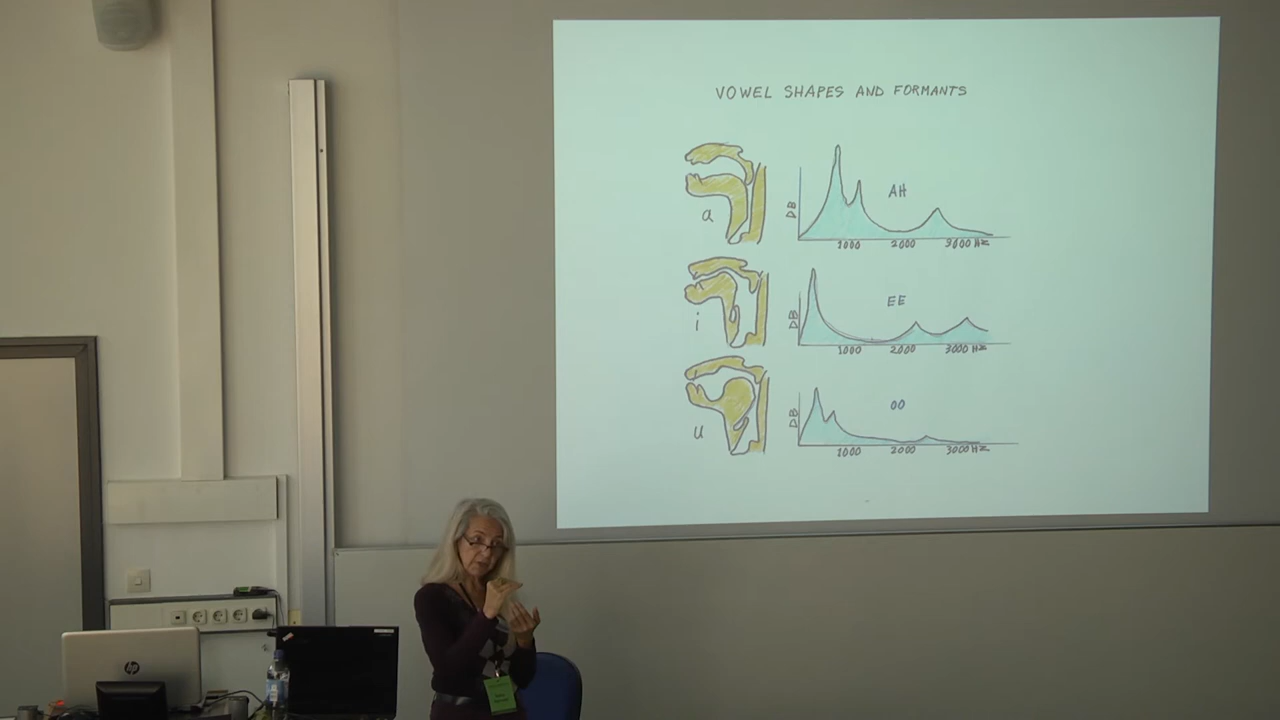 VOWEL SHAPES AND FORMANTS
a
DB
AH
1000 2000 3000 HZ
i
DB
EE
1000 2000 3000 HZ
u
DB
OO
1000 2000 3000 HZ
hp